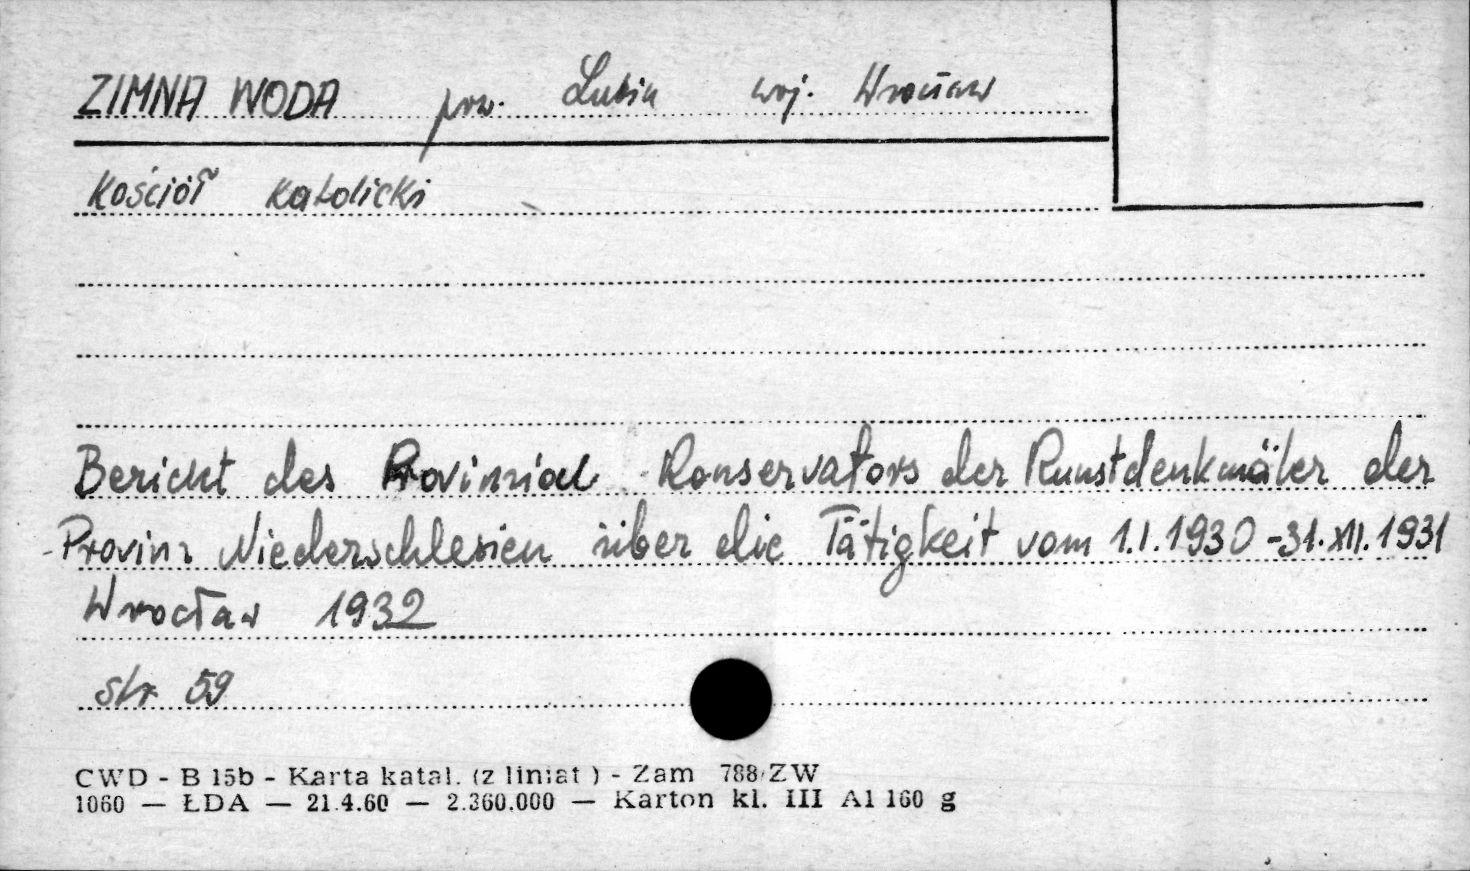 ZIMNA WODA pow. Lubin woj. Wrocław
Kościół katolicki
Bericht des Provinzial Konservators der Kunstdenkmäler der
Provinz Niederschlesien über die Tätigkeit vom 1.I.1930-31.XII.1931
Wrocław 1932
str 59
CWD - B 15b - Karta katal. (z liniat ) - Zam 788/ZW
1060 — ŁDA — 21.4.60 — 2.360.000 — Karton kl. III A1 160 g